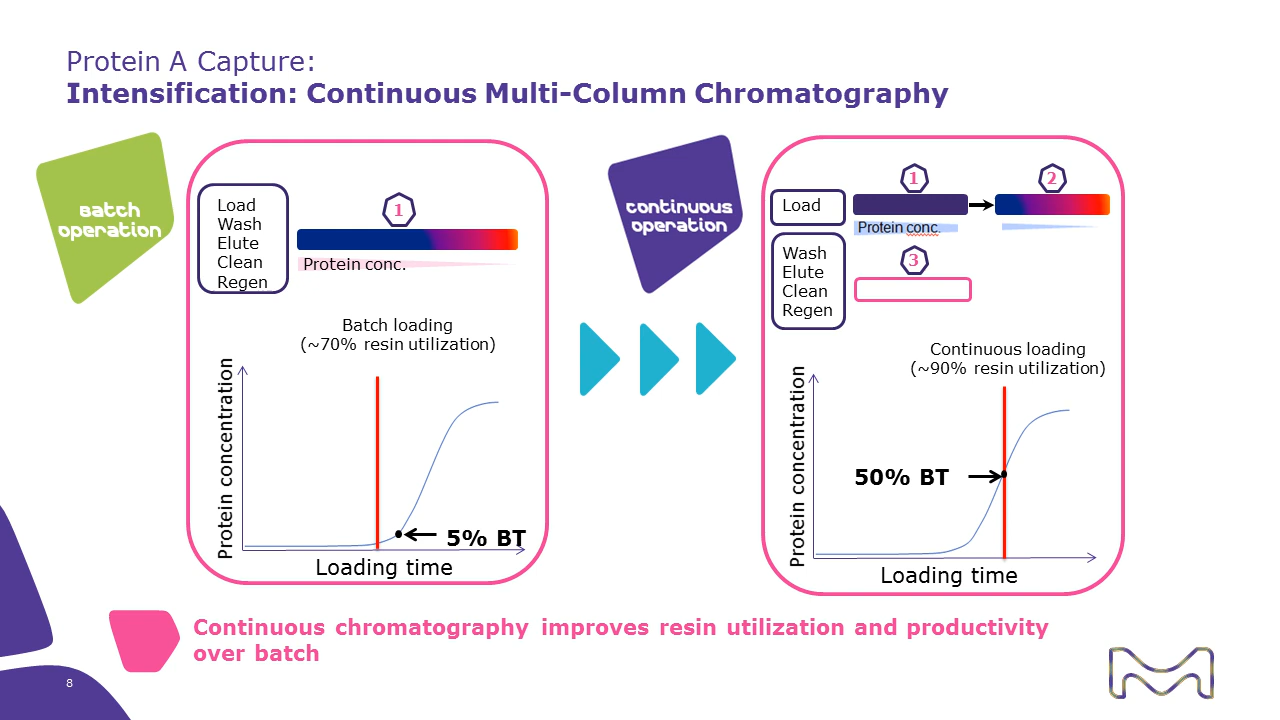 Protein A Capture:
Intensification: Continuous Multi-Column Chromatography
Batch
operation
Load
Wash
Elute
Clean
Regen
1
Protein conc.
Batch loading
(~70% resin utilization)
Protein concentration
5% BT
Loading time
continuous
operation
Load
1
2
Protein conc.
Wash
Elute
Clean
Regen
3
Continuous loading
(~90% resin utilization)
Protein concentration
50% BT
Loading time
Continuous chromatography improves resin utilization and productivity
over batch
8
M